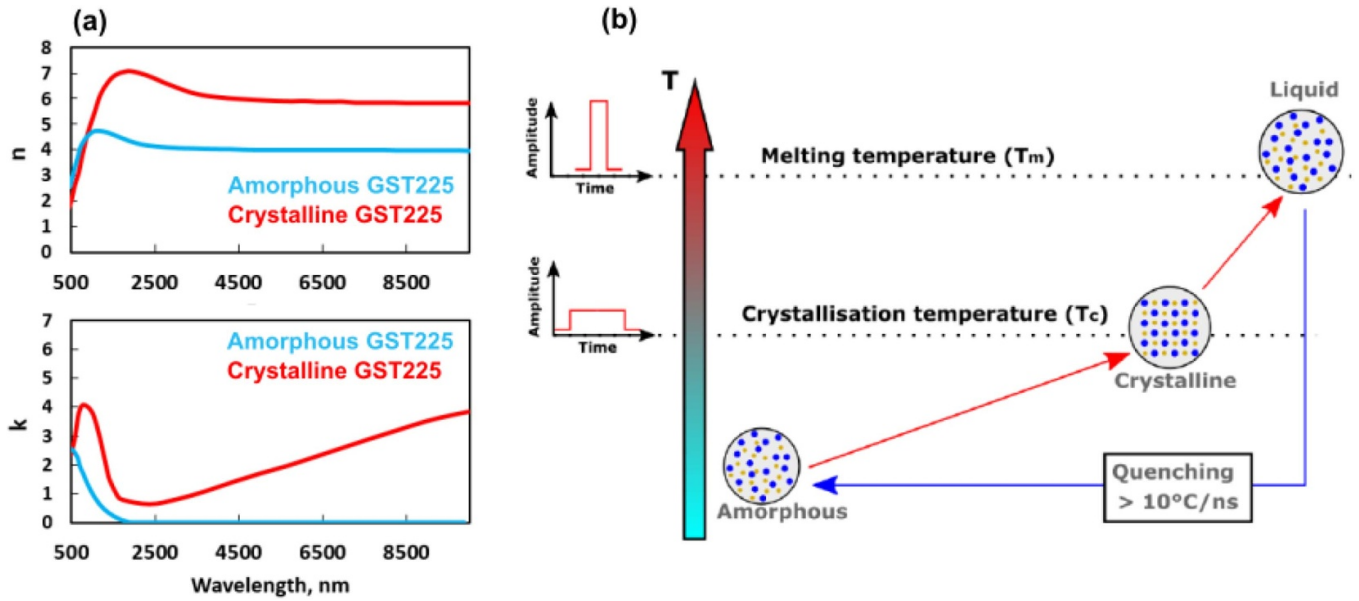 (a)
8
7
6
5
4
3
2
1
0
n
Amorphous GST225
Crystalline GST225
500 2500 4500 6500 8500
7
6
5
4
3
2
1
0
k
Amorphous GST225
Crystalline GST225
500 2500 4500 6500 8500
Wavelength, nm
(b)
T
Amplitude
Time
Melting temperature (Tm)
Liquid
Amplitude
Time
Crystallisation temperature (Tc)
Crystalline
Amorphous
Quenching
> 10°C/ns